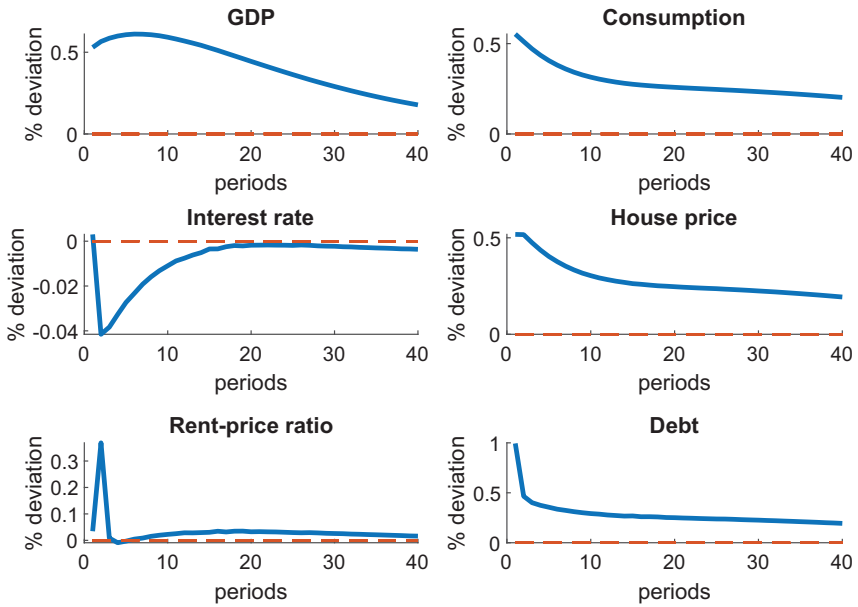 GDP
% deviation
0.5
0
0 10 20 30 40
periods
Consumption
% deviation
0.5
0
0 10 20 30 40
periods
Interest rate
% deviation
0
-0.02
-0.04
0 10 20 30 40
periods
House price
% deviation
0.5
0
0 10 20 30 40
periods
Rent-price ratio
% deviation
0.3
0.2
0.1
0
0 10 20 30 40
periods
Debt
% deviation
1
0.5
0
0 10 20 30 40
periods